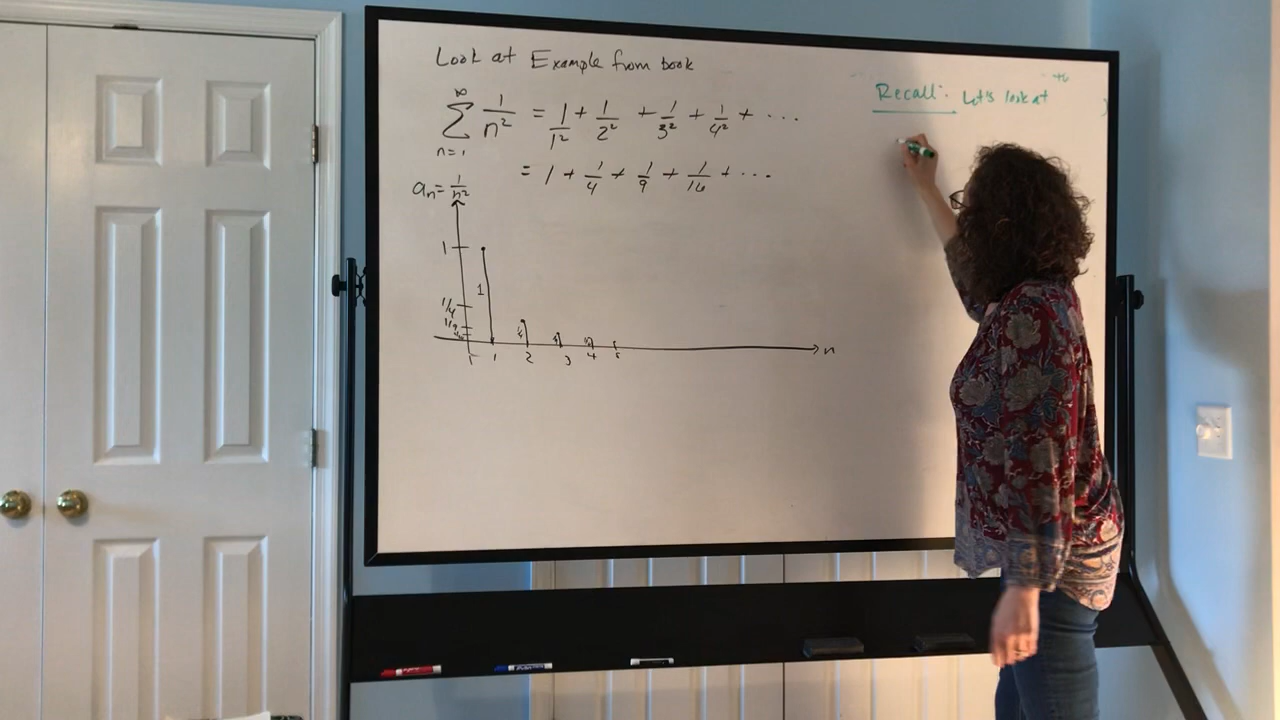 Look at Example from book
∞ ∑ n=1 1/n² = 1/1² + 1/2² + 1/3² + 1/4² + ...
= 1 + 1/4 + 1/9 + 1/16 + ...
aₙ = 1/n²
1
1
1/4
1/9
1/4
1 2 3 4 5
n
Recall: Let's look at